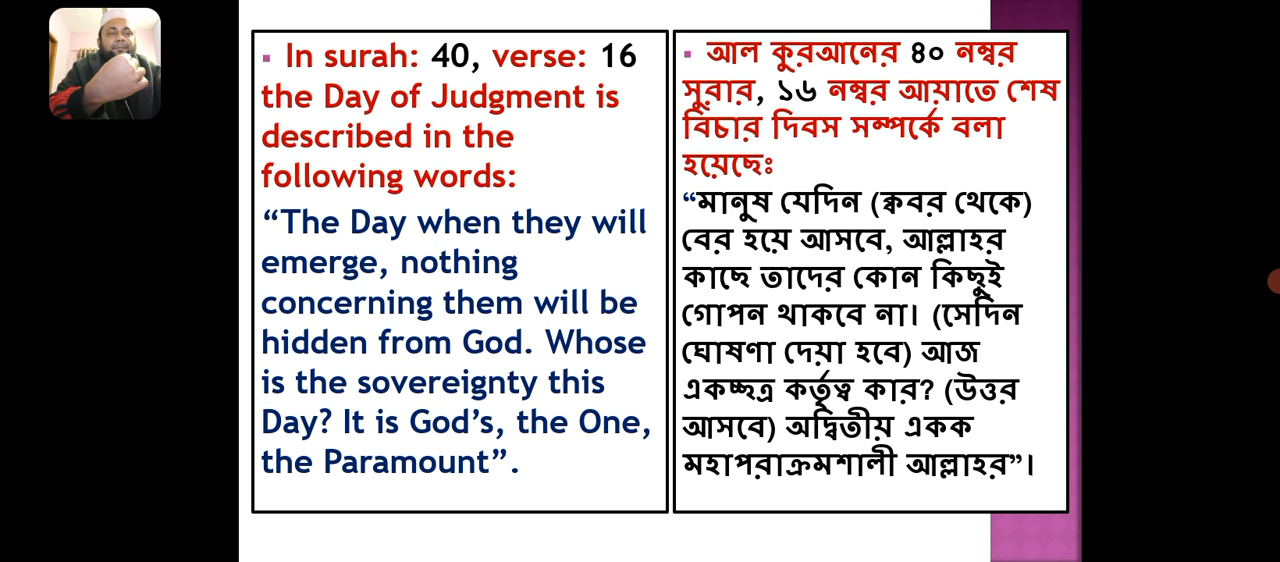 ▪ In surah: 40, verse: 16
the Day of Judgment is
described in the
following words:
“The Day when they will
emerge, nothing
concerning them will be
hidden from God. Whose
is the sovereignty this
Day? It is God’s, the One,
the Paramount”.
▪ আল কুরআনের ৪০ নম্বর
সুরার, ১৬ নম্বর আয়াতে শেষ
বিচার দিবস সম্পর্কে বলা
হয়েছেঃ
“মানুষ যেদিন (ক্ববর থেকে)
বের হয়ে আসবে, আল্লাহর
কাছে তাদের কোন কিছুই
গোপন থাকবে না। (সেদিন
ঘোষণা দেয়া হবে) আজ
একচ্ছত্র কর্তৃত্ব কার? (উত্তর
আসবে) অদ্বিতীয় একক
মহাপরাক্রমশালী আল্লাহর”।